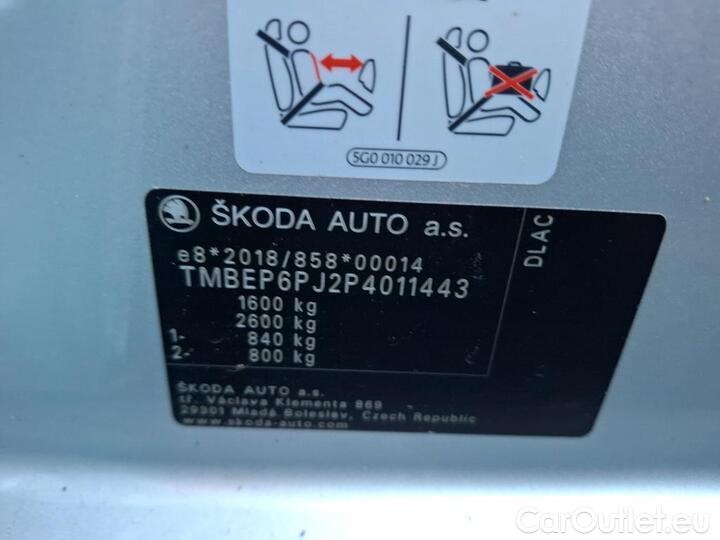 5G0 010 029 J
ŠKODA AUTO a.s.
DLAC
e8*2018/858*00014
TMBEP6PJ2P4011443
1600 kg
2600 kg
1- 840 kg
2- 800 kg
ŠKODA AUTO a.s.
tř. Václava Klementa 869
29301 Mladá Boleslav, Czech Republic
www.skoda-auto.com
CarOutlet.eu